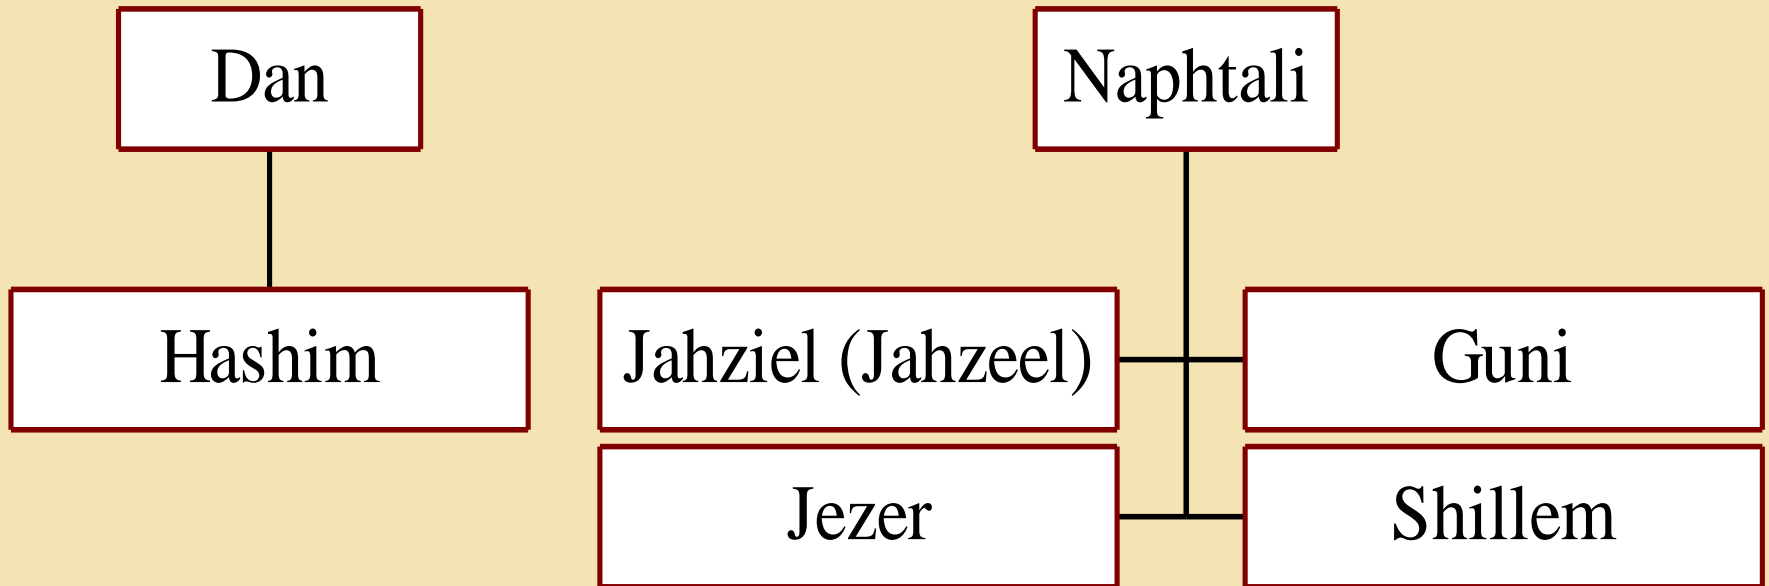 Dan
Naphtali
Hashim
Jahziel (Jahzeel)
Guni
Jezer
Shillem